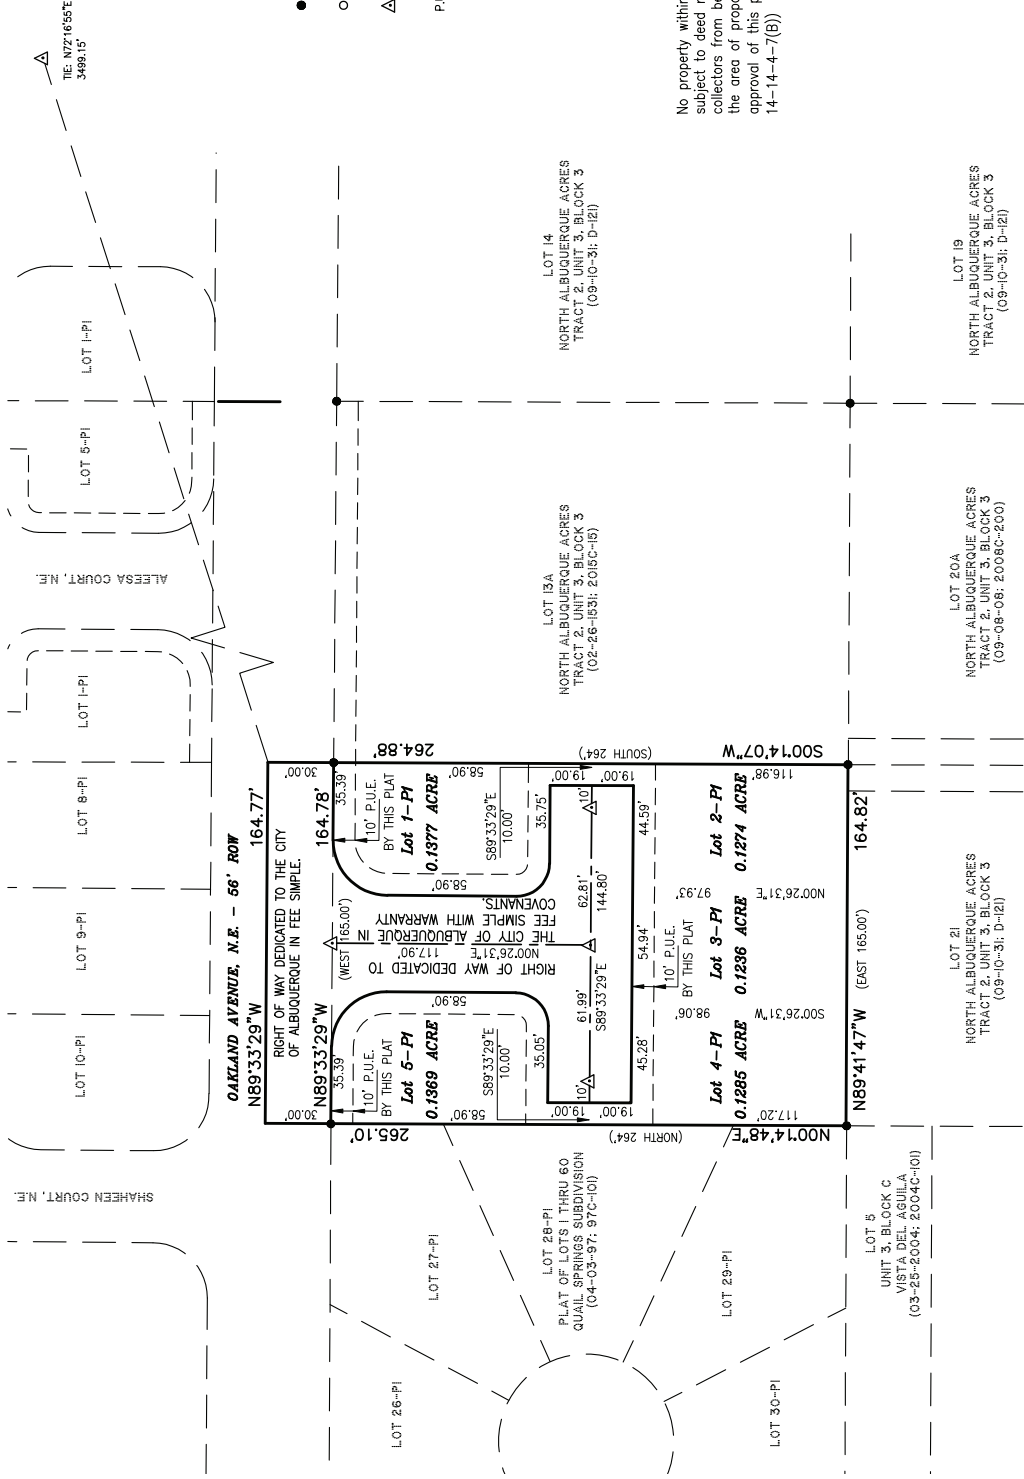 TIE: N72°16'55"E
3499.15'
P.U
No property within
subject to deed r
collectors from be
the area of propo
approval of this p
14-14-4-7(B))
LOT 1-P1
LOT 5-P1
ALEESA COURT, N.E.
LOT 1-P1
LOT 8-P1
LOT 9-P1
LOT 10-P1
SHAHEEN COURT, N.E.
LOT 14
NORTH ALBUQUERQUE ACRES
TRACT 2, UNIT 3, BLOCK 3
(09-10-31; D-121)
LOT 19
NORTH ALBUQUERQUE ACRES
TRACT 2, UNIT 3, BLOCK 3
(09-10-31; D-121)
LOT 13A
NORTH ALBUQUERQUE ACRES
TRACT 2, UNIT 3, BLOCK 3
(02-26-1531; 2015C-15)
LOT 20A
NORTH ALBUQUERQUE ACRES
TRACT 2, UNIT 3, BLOCK 3
(09-08-08; 2008C-200)
OAKLAND AVENUE, N.E. - 56' ROW
N89°33'29"W
164.77'
RIGHT OF WAY DEDICATED TO THE CITY
OF ALBUQUERQUE IN FEE SIMPLE.
30.00'
30.00'
N89°33'29"W
164.78'
(WEST 165.00')
35.39'
35.39'
10' P.U.E.
BY THIS PLAT
Lot 5-P1
0.1369 ACRE
10' P.U.E.
BY THIS PLAT
Lot 1-P1
0.1377 ACRE
58.90'
58.90'
58.90'
58.90'
RIGHT OF WAY DEDICATED TO
THE CITY OF ALBUQUERQUE IN
FEE SIMPLE WITH WARRANTY
COVENANTS.
N00°26'31"E
117.90'
S89°33'29"E
10.00'
S89°33'29"E
10.00'
35.05'
35.75'
19.00'
19.00'
19.00'
19.00'
10'
10'
61.99'
S89°33'29"E
62.81'
144.80'
45.28'
54.94'
44.59'
10' P.U.E.
BY THIS PLAT
Lot 4-P1
0.1285 ACRE
Lot 3-P1
0.1236 ACRE
Lot 2-P1
0.1274 ACRE
117.20'
98.06'
S00°26'31"W
97.93'
N00°26'31"E
116.98'
265.10'
(NORTH 264')
N00°14'48"E
264.88'
(SOUTH 264')
S00°14'07"W
N89°41'47"W
(EAST 165.00')
164.82'
LOT 21
NORTH ALBUQUERQUE ACRES
TRACT 2, UNIT 3, BLOCK 3
(09-10-31; D-121)
LOT 26-P1
LOT 27-P1
LOT 28-P1
PLAT OF LOTS 1 THRU 60
QUAIL SPRINGS SUBDIVISION
(04-03-97; 97C-101)
LOT 29-P1
LOT 30-P1
LOT 5
UNIT 3, BLOCK C
VISTA DEL AGUILA
(03-25-2004; 2004C-101)